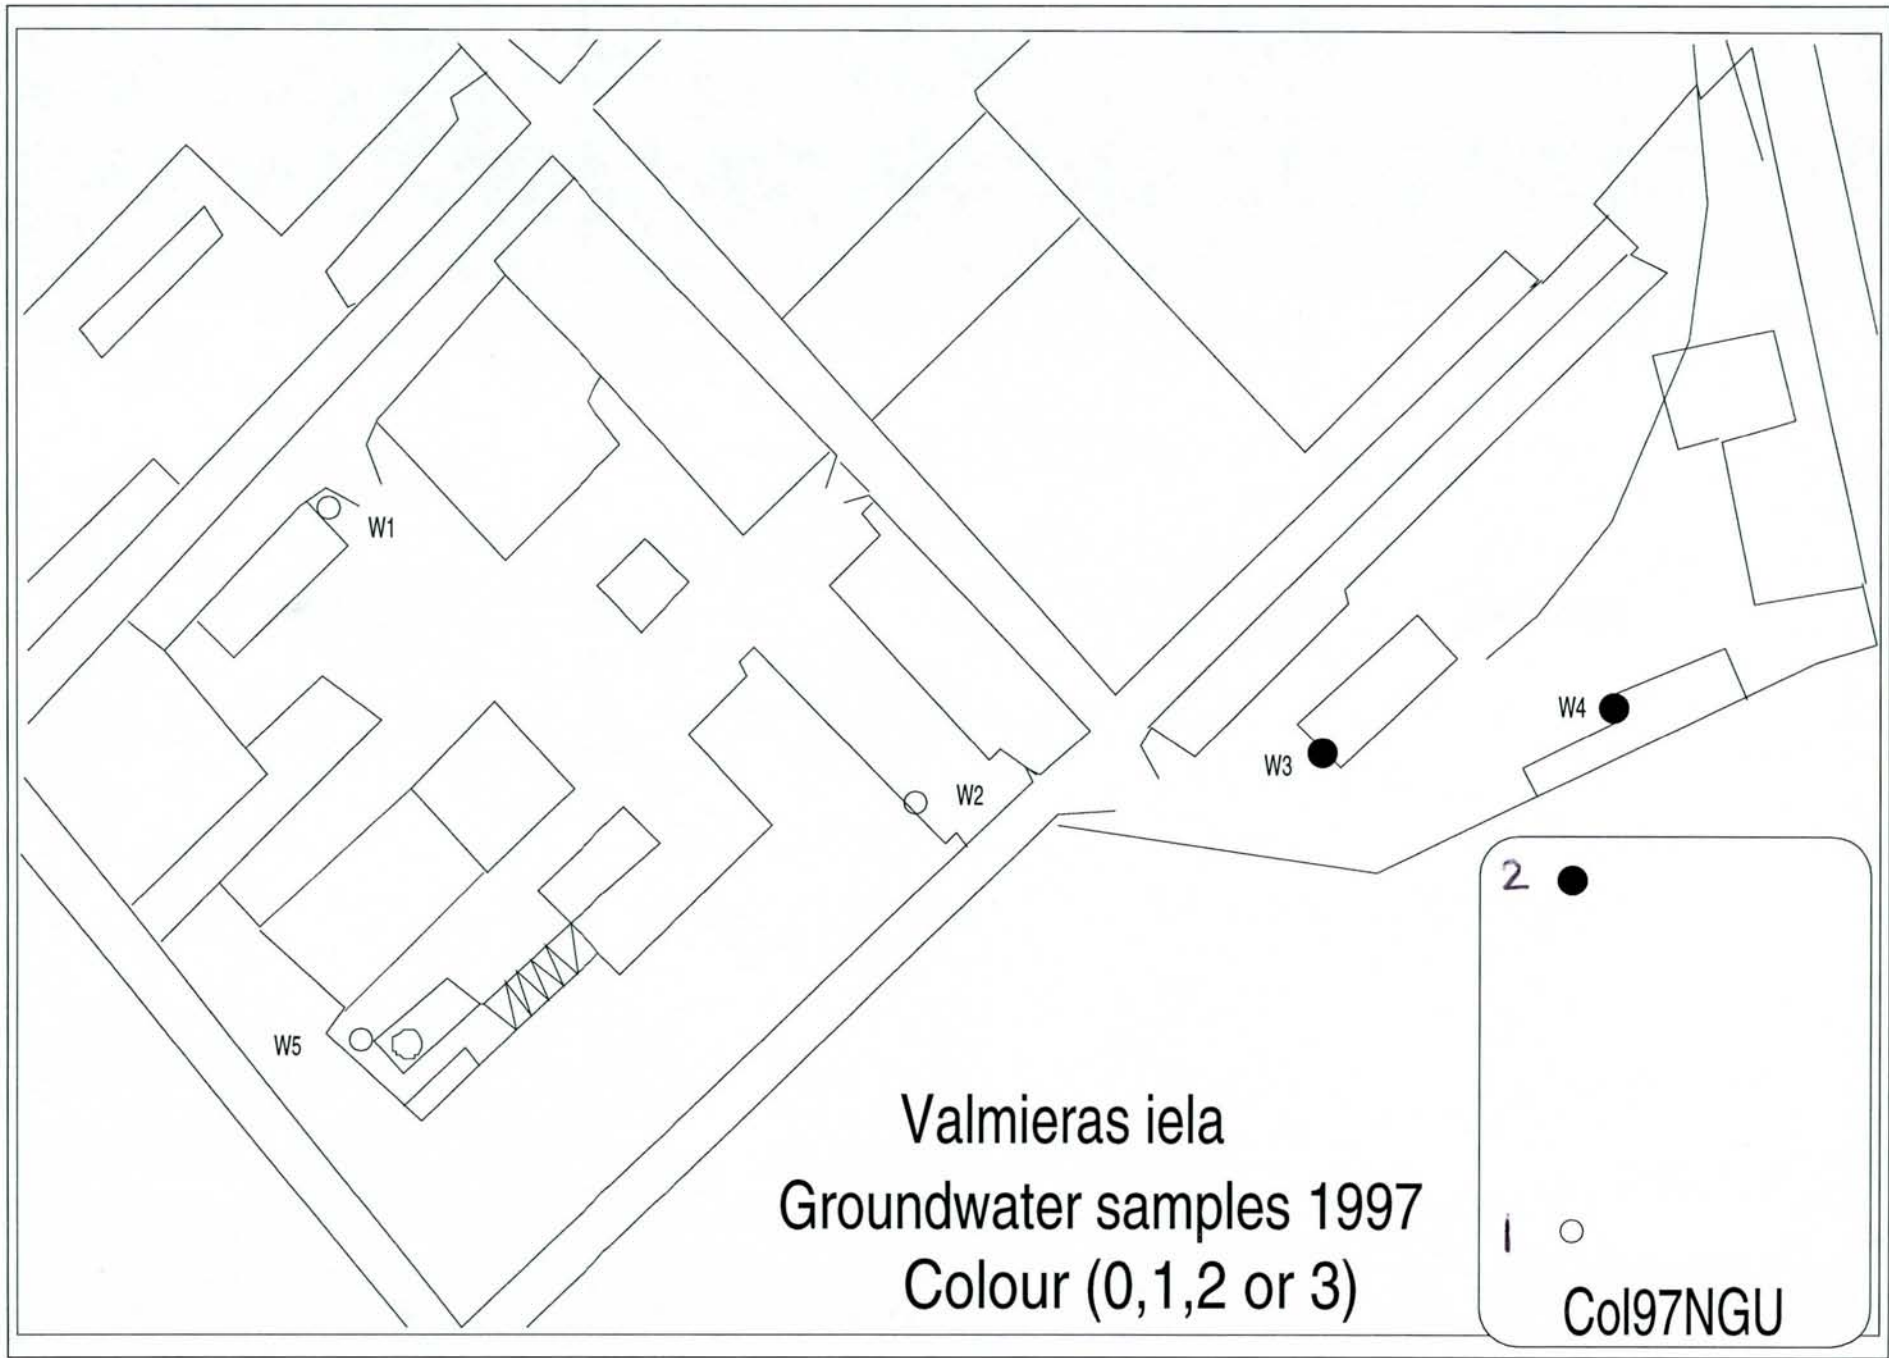 W1
W2
W3
W4
W5
2
1
Col97NGU
Valmieras iela
Groundwater samples 1997
Colour (0,1,2 or 3)